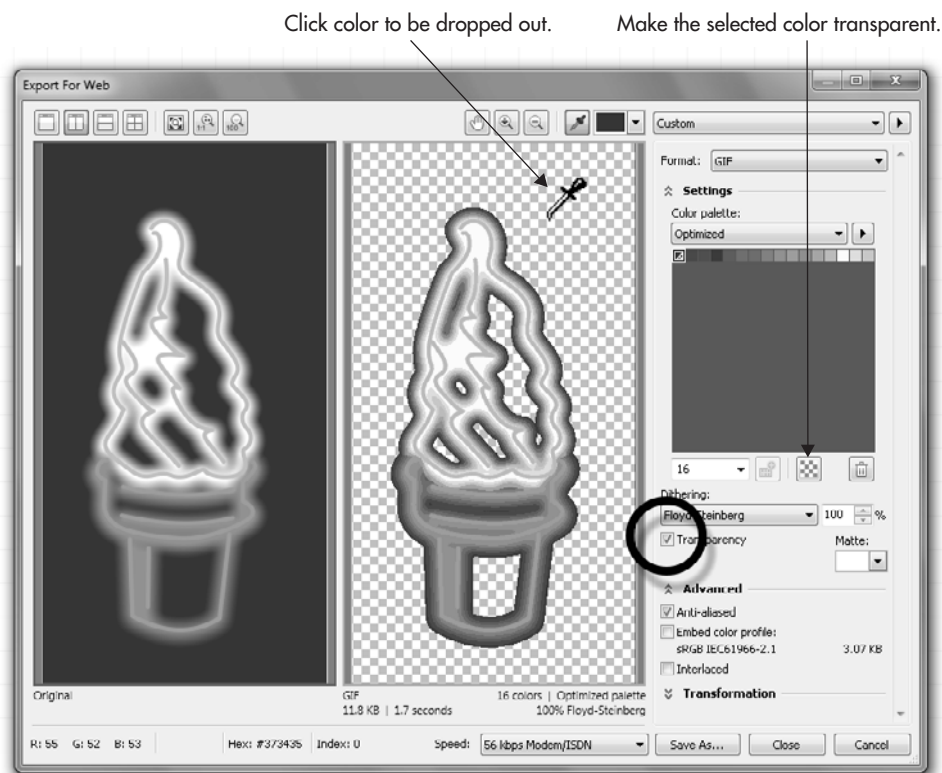 Click color to be dropped out.
Make the selected color transparent.
Export For Web
1:1
100
Custom
Format: GIF
Settings
Color palette:
Optimized
16
Dithering:
Floyd-Steinberg 100 %
Transparency Matte:
Advanced
Anti-aliased
Embed color profile:
sRGB IEC61966-2.1 3.07 KB
Interlaced
Transformation
Original
GIF 16 colors | Optimized palette
11.8 KB | 1.7 seconds 100% Floyd-Steinberg
R: 55 G: 52 B: 53 Hex: #373435 Index: 0 Speed: 56 kbps Modem/ISDN Save As... Close Cancel